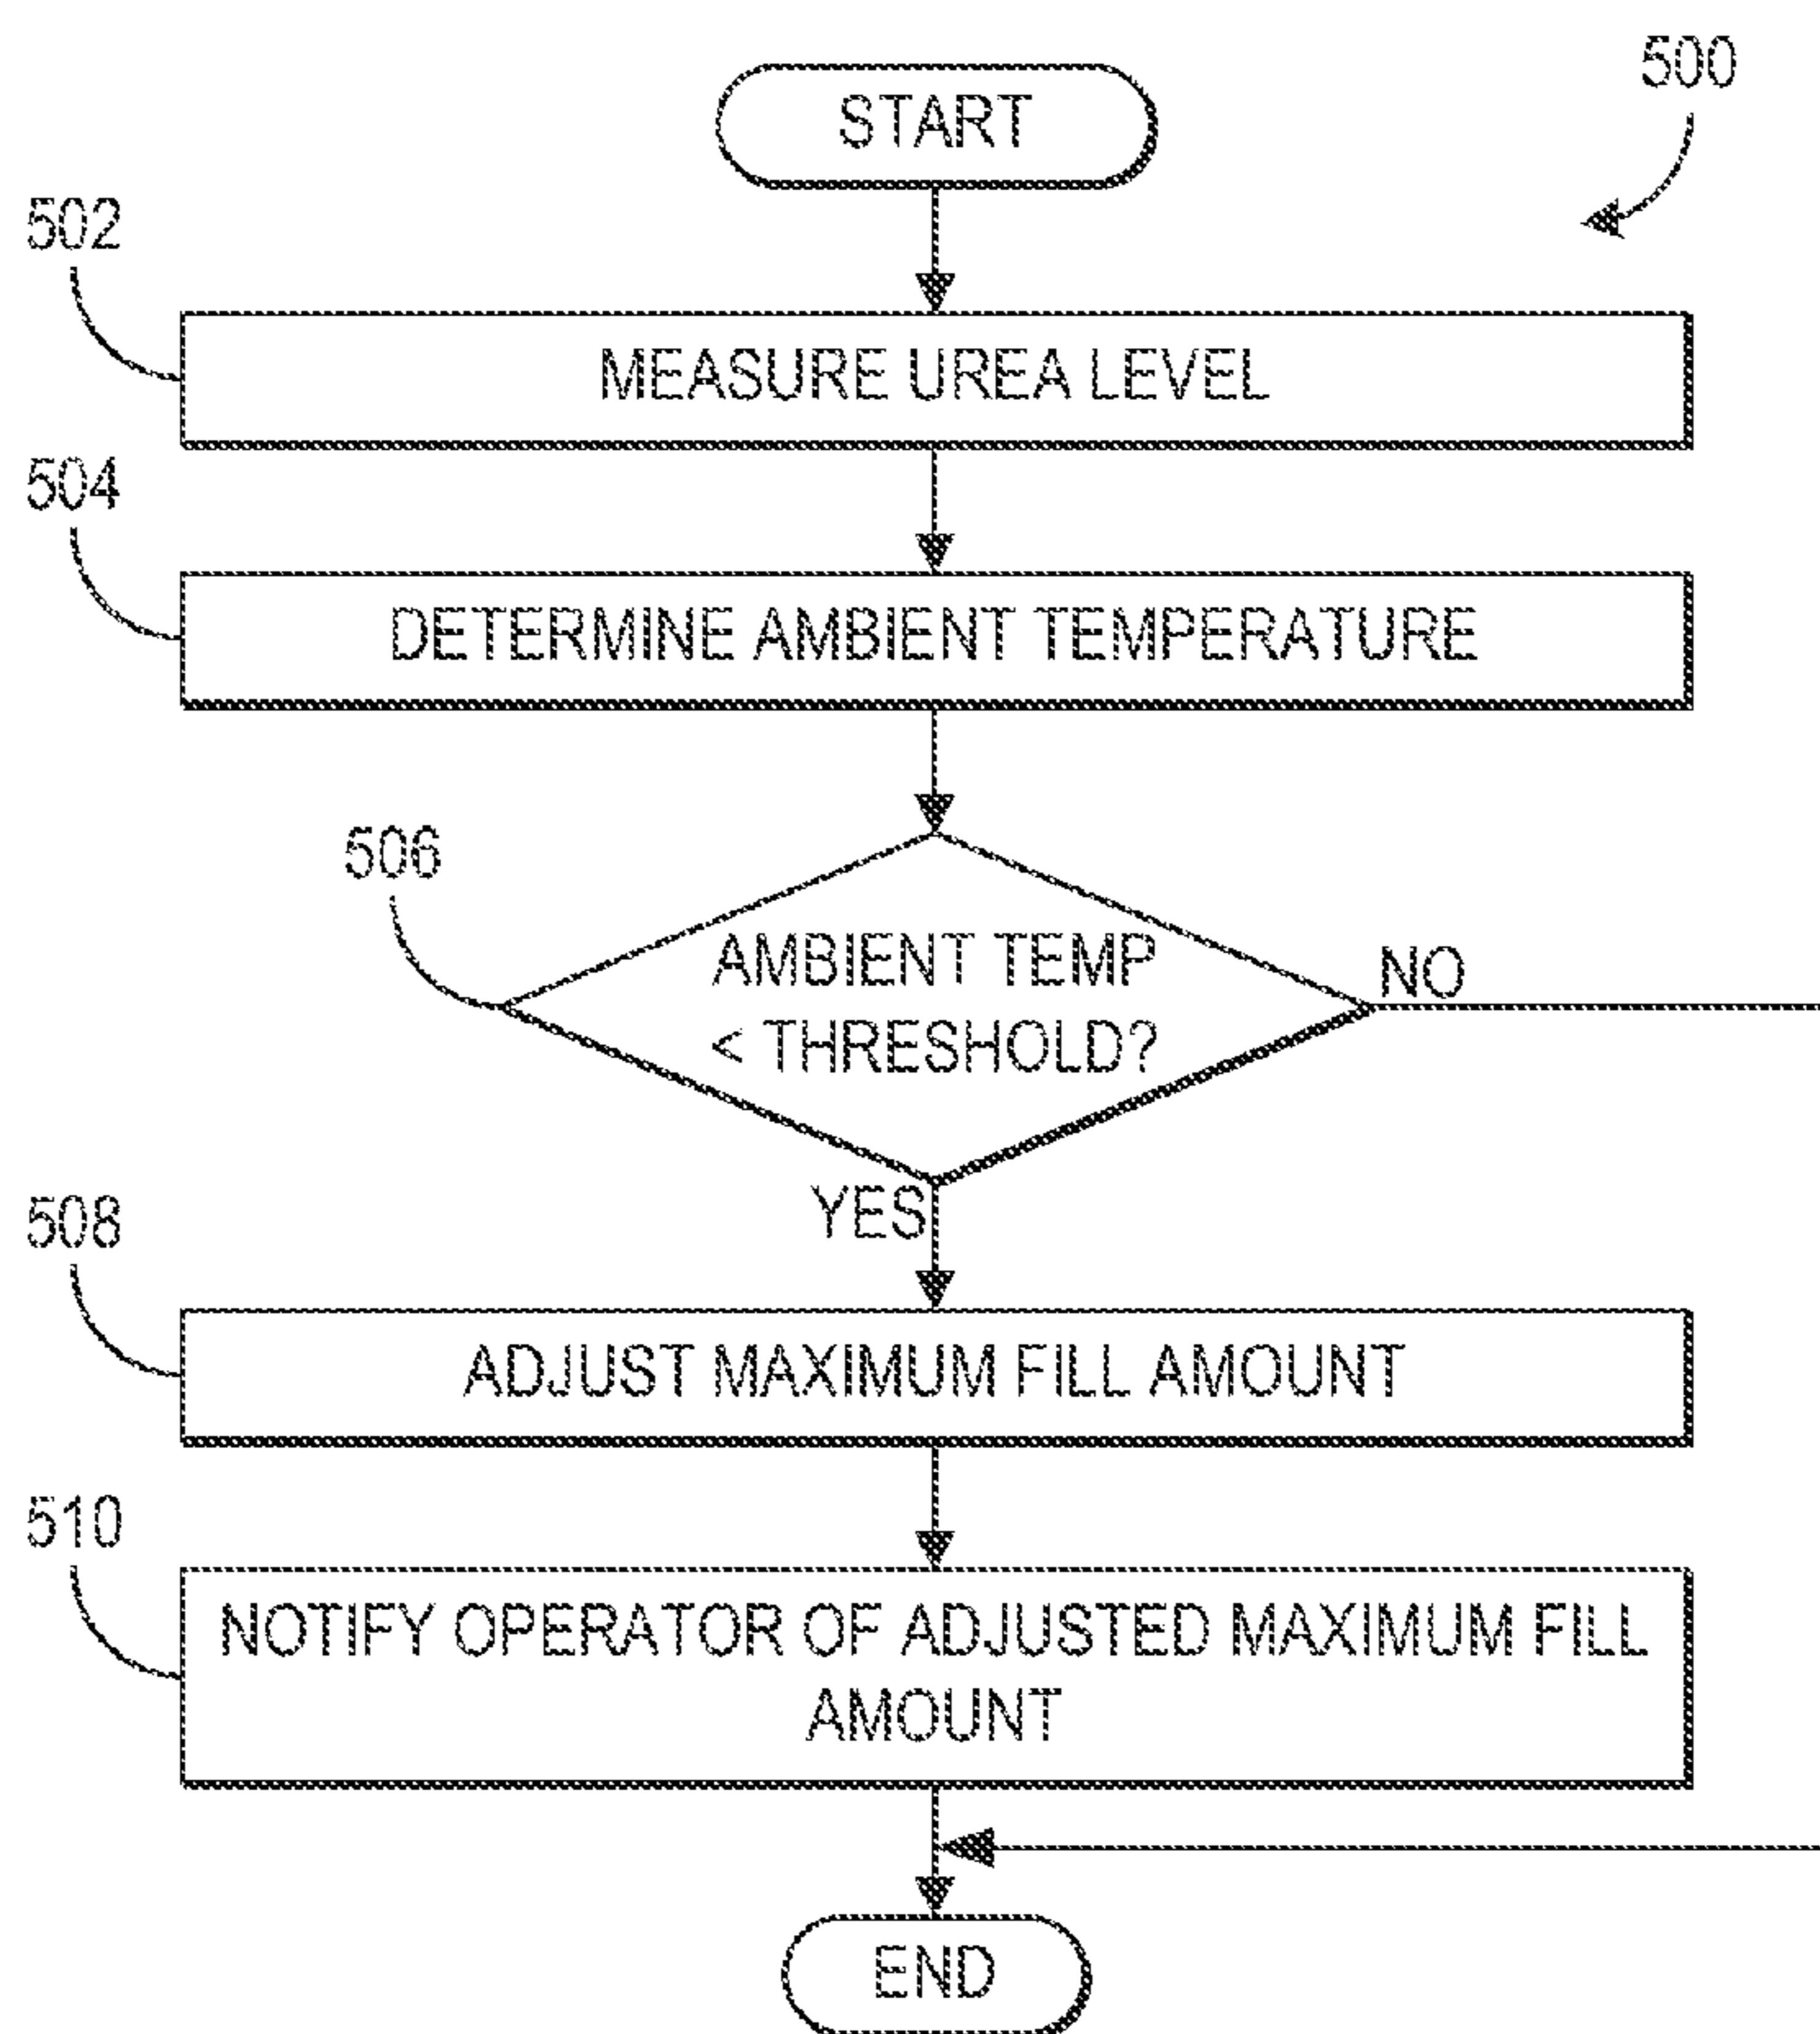 500
START
502
MEASURE UREA LEVEL
504
DETERMINE AMBIENT TEMPERATURE
506
AMBIENT TEMP
< THRESHOLD?
NO
YES
508
ADJUST MAXIMUM FILL AMOUNT
510
NOTIFY OPERATOR OF ADJUSTED MAXIMUM FILL
AMOUNT
END